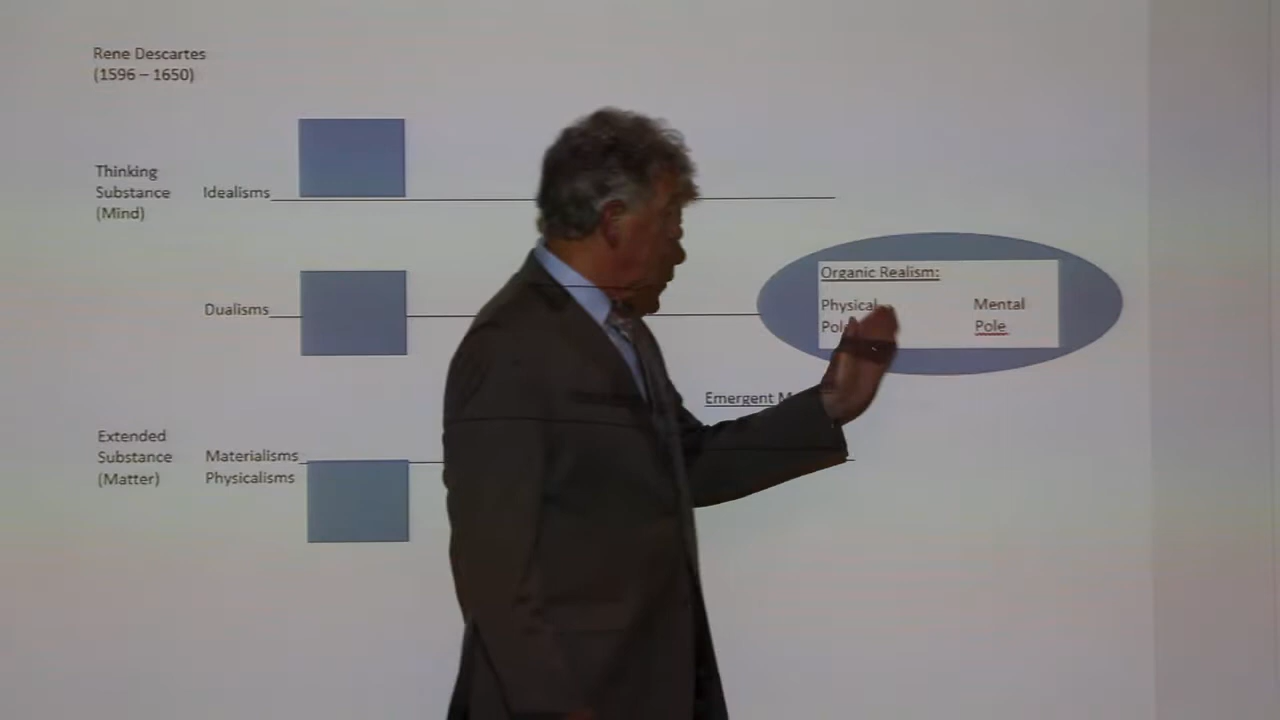 Rene Descartes
(1596 – 1650)
Thinking
Substance
(Mind)
Idealisms
Dualisms
Organic Realism:
Physical
Mental
Pole
Emergent
Extended
Substance
(Matter)
Materialisms
Physicalisms